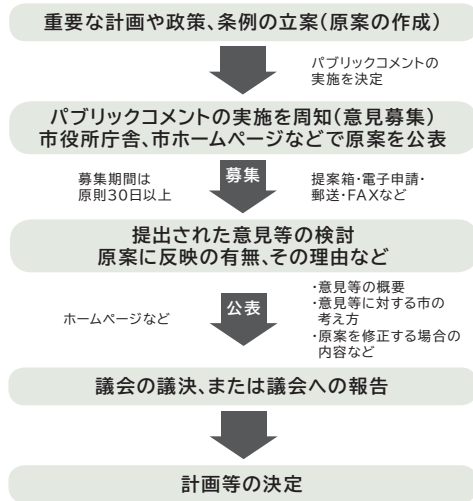 重要な計画や政策、条例の立案(原案の作成)
パブリックコメントの
実施を決定
パブリックコメントの実施を周知(意見募集)
市役所庁舎、市ホームページなどで原案を公表
募集期間は
原則30日以上
募集
提案箱・電子申請・
郵送・FAXなど
提出された意見等の検討
原案に反映の有無、その理由など
ホームページなど
公表
・意見等の概要
・意見等に対する市の
考え方
・原案を修正する場合の
内容など
議会の議決、または議会への報告
計画等の決定